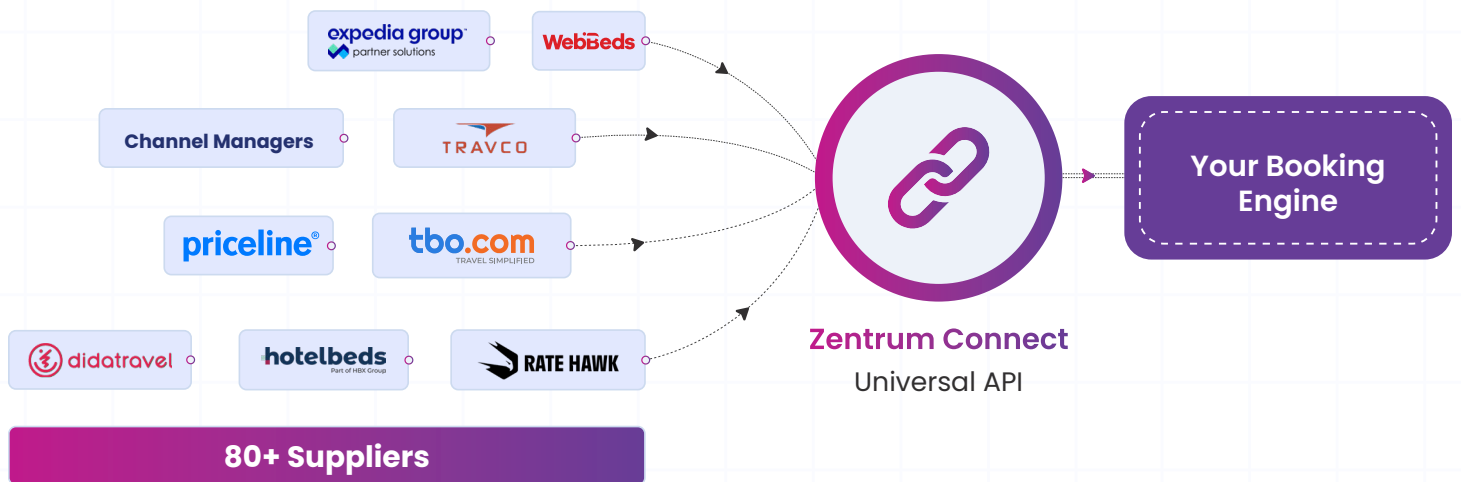 expedia group™
partner solutions
WebBeds
Channel Managers
TRAVCO
priceline®
tbo.com
TRAVEL SIMPLIFIED
didatravel
hotelbeds
Part of HBX Group
RATE HAWK
80+ Suppliers
Zentrum Connect
Universal API
Your Booking
Engine